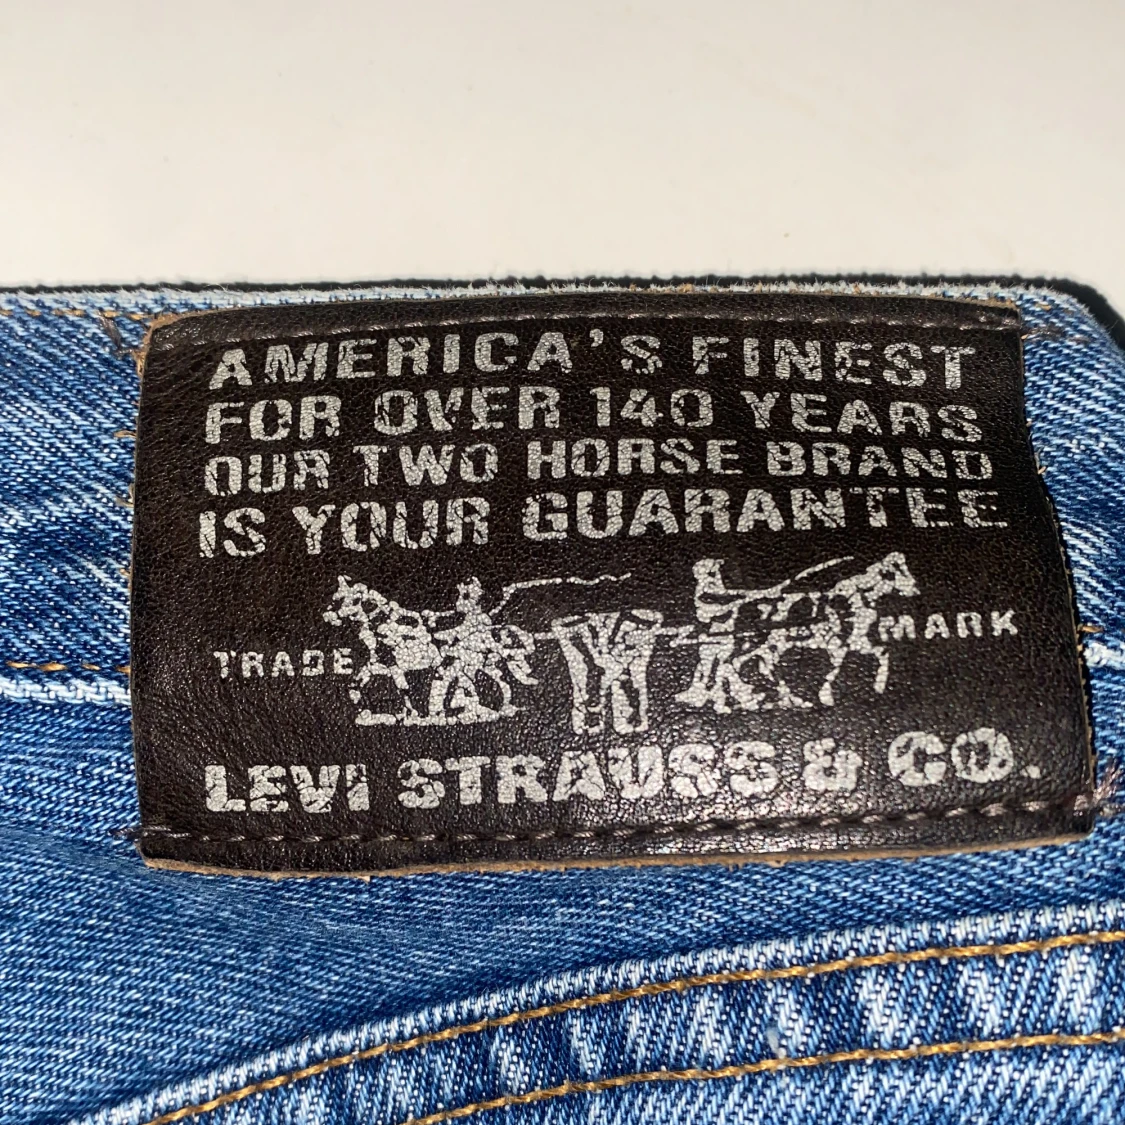 AMERICA'S FINEST
FOR OVER 140 YEARS
OUR TWO HORSE BRAND
IS YOUR GUARANTEE
TRADE MARK
LEVI STRAUSS & CO.